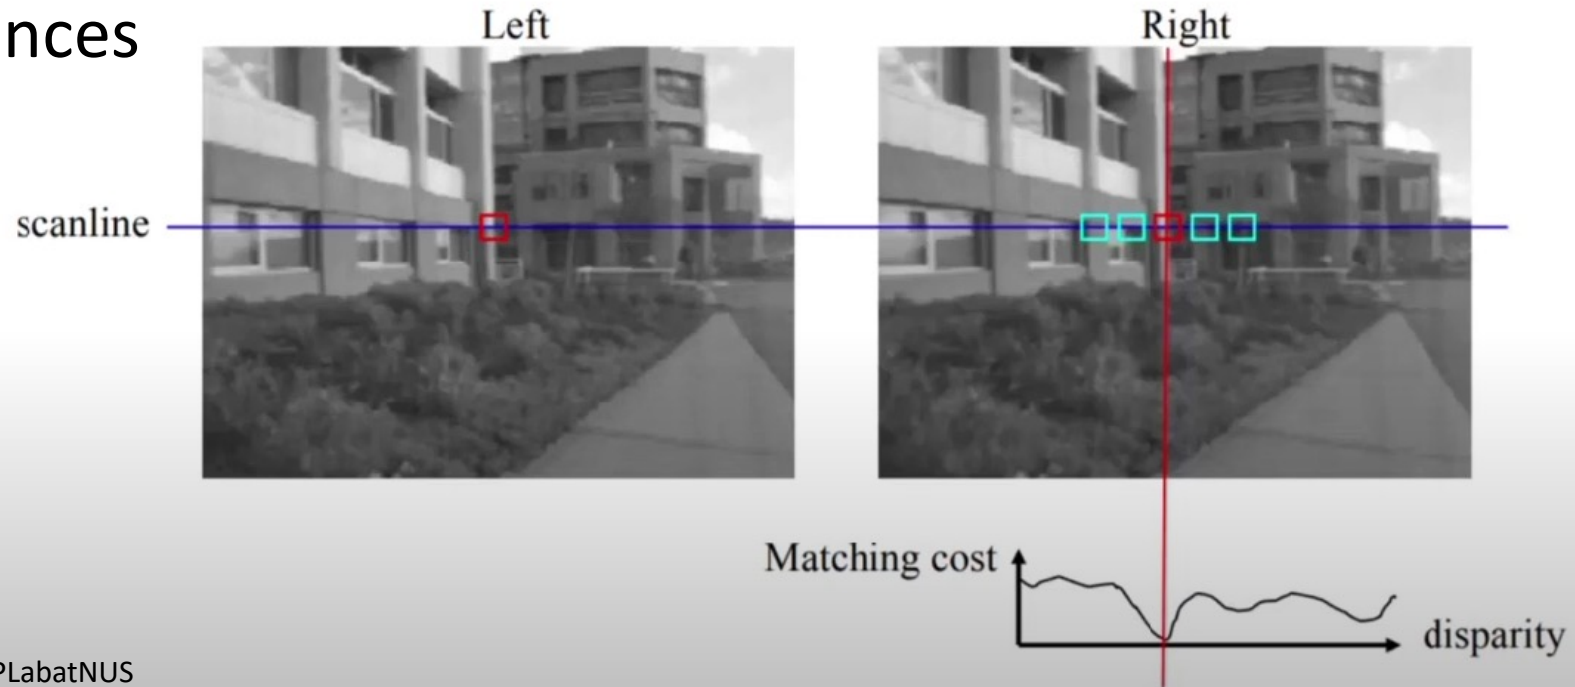 nces
Left
Right
scanline
Matching cost
disparity
PLabatNUS